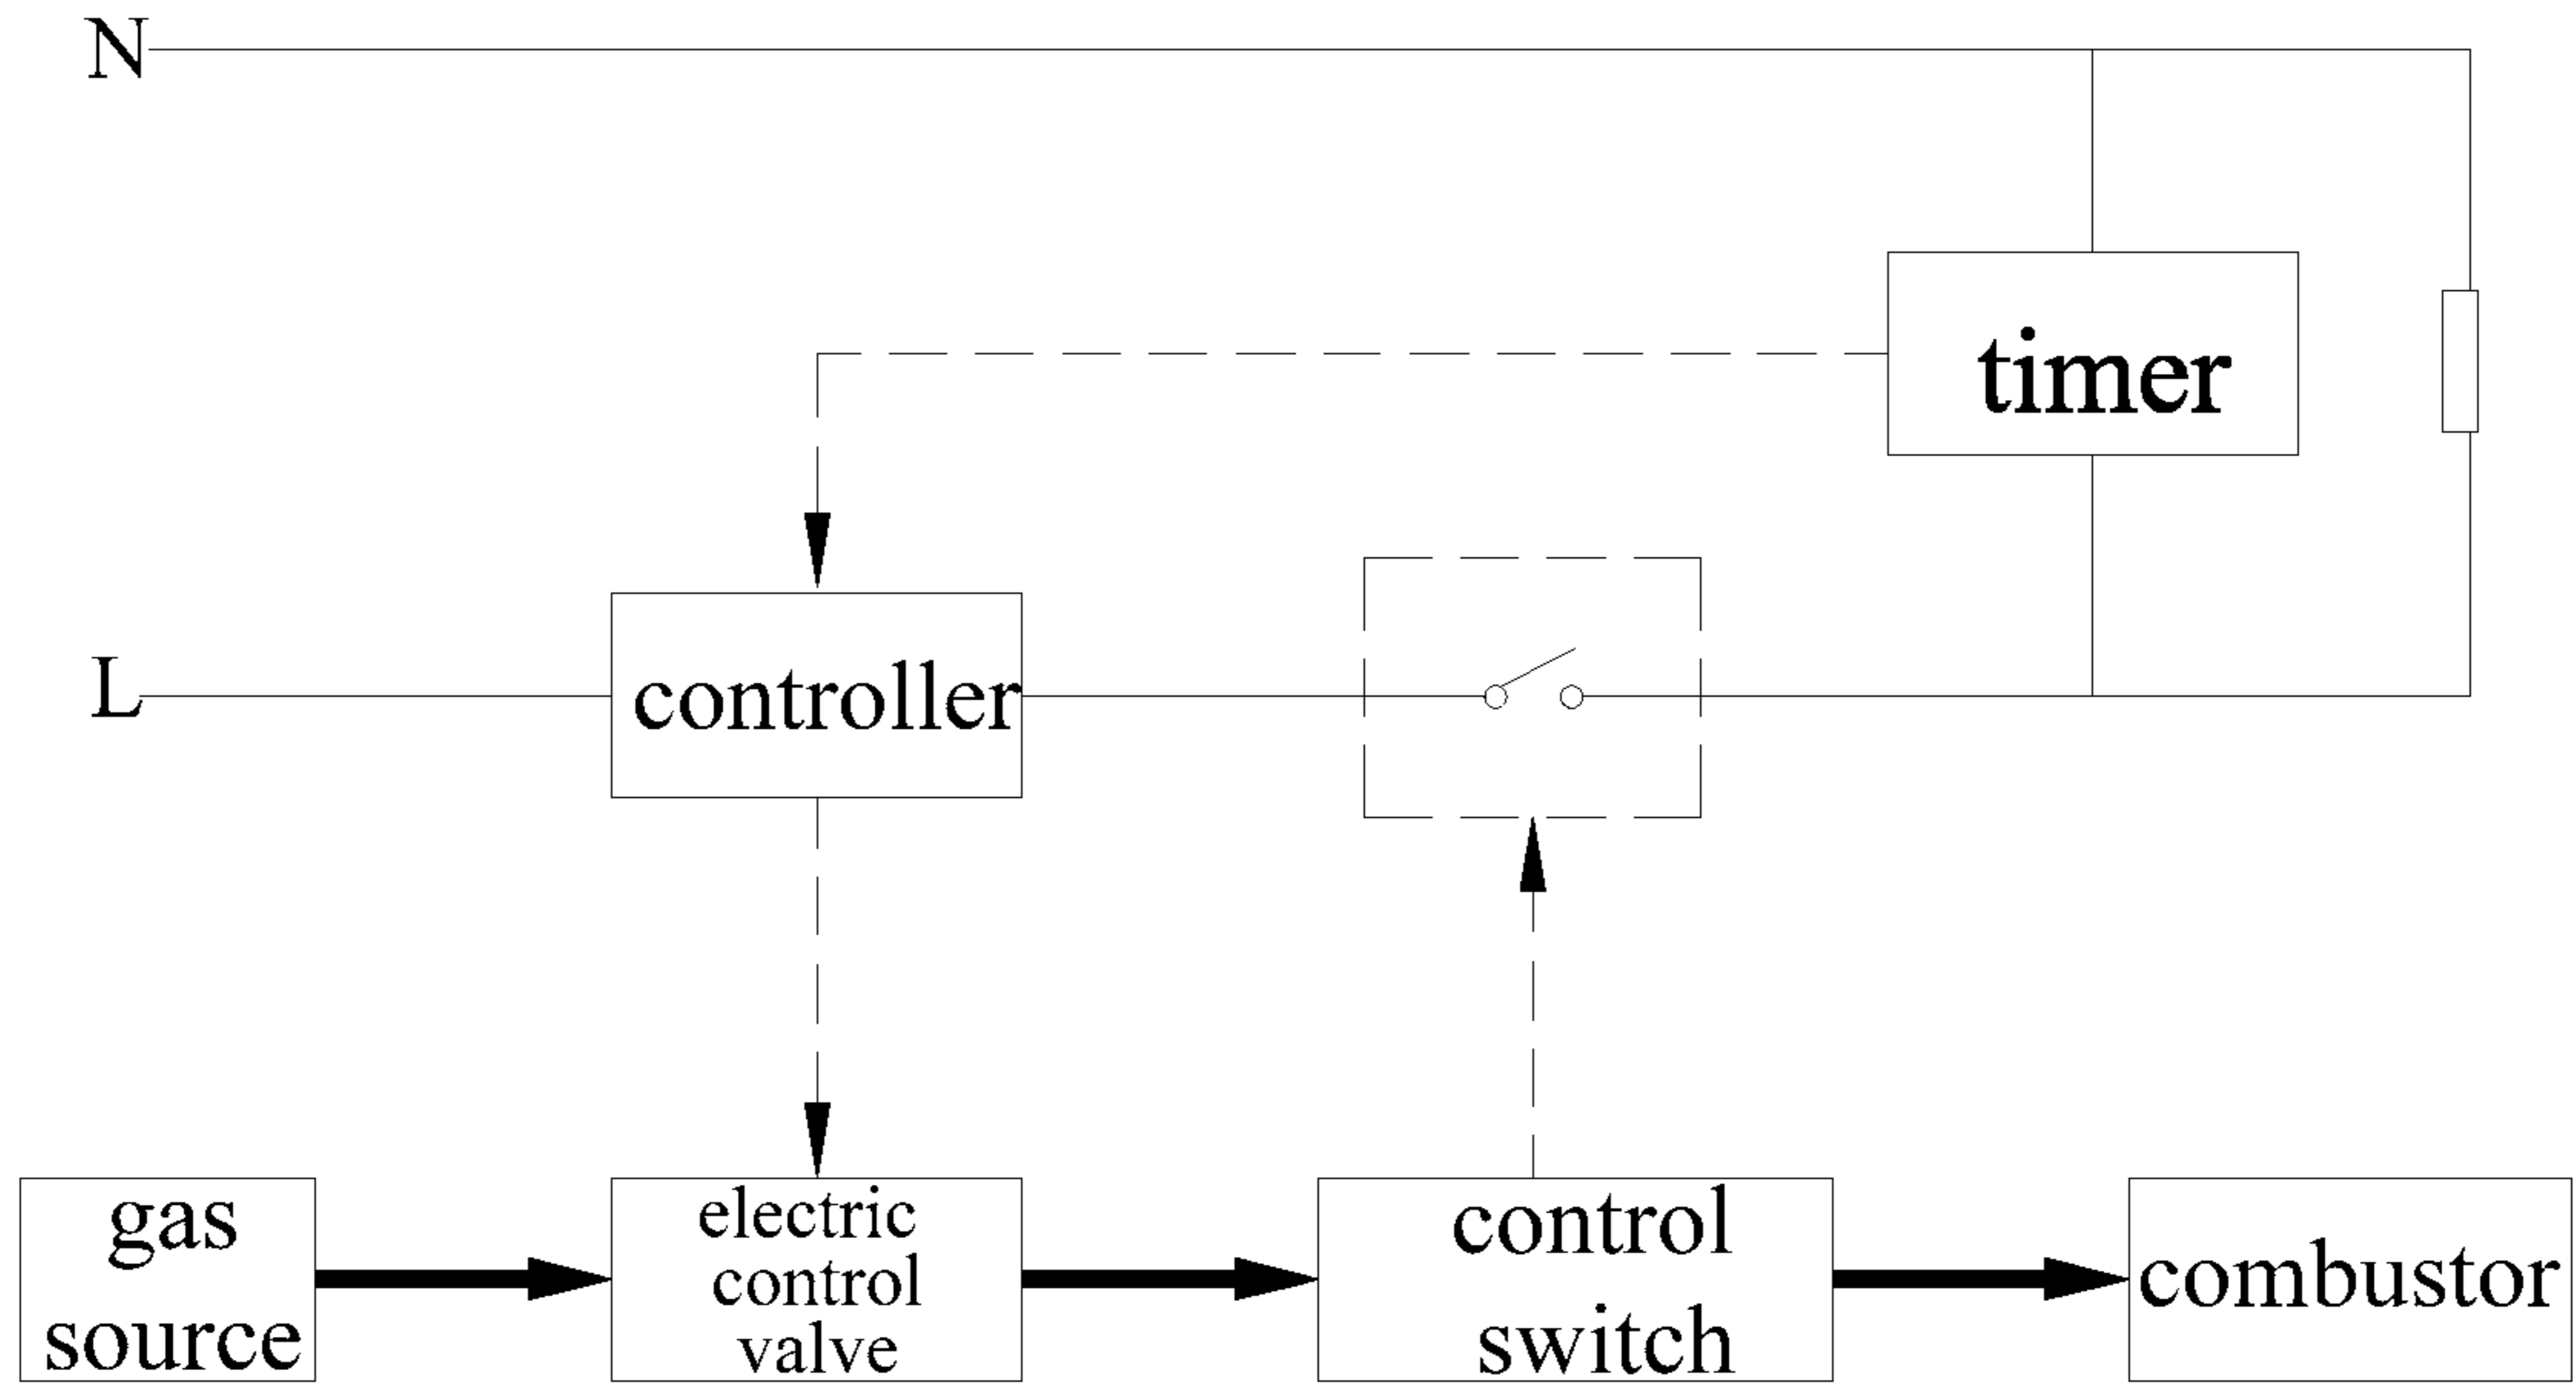 N
timer
L
controller
gas
source
electric
control
valve
control
switch
combustor